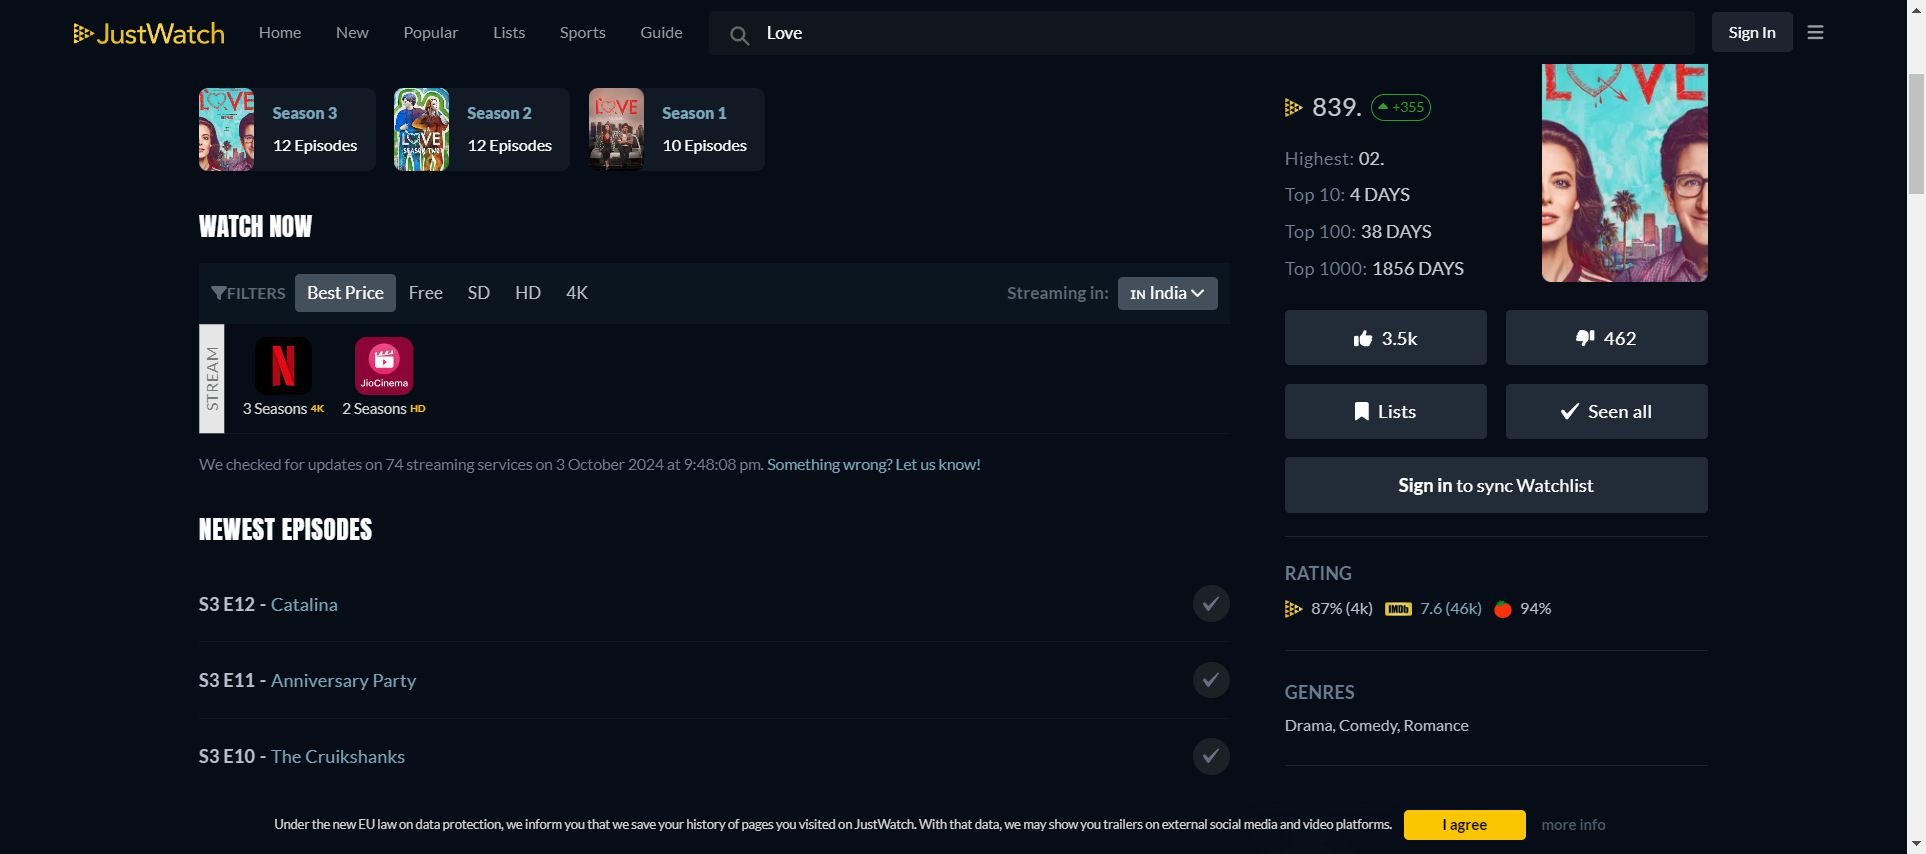 JustWatch
Home
New
Popular
Lists
Sports
Guide
Love
Sign In
LOVE
Season 3
12 Episodes
LOVE
SEASON TWO
Season 2
12 Episodes
LOVE
Season 1
10 Episodes
WATCH NOW
FILTERS
Best Price
Free
SD
HD
4K
Streaming in:
IN India
STREAM
N
JioCinema
3 Seasons 4K
2 Seasons HD
We checked for updates on 74 streaming services on 3 October 2024 at 9:48:08 pm. Something wrong? Let us know!
NEWEST EPISODES
S3 E12 - Catalina
S3 E11 - Anniversary Party
S3 E10 - The Cruikshanks
839. +355
Highest: 02.
Top 10: 4 DAYS
Top 100: 38 DAYS
Top 1000: 1856 DAYS
LOVE
3.5k
462
Lists
Seen all
Sign in to sync Watchlist
RATING
87% (4k) IMDb 7.6 (46k) 94%
GENRES
Drama, Comedy, Romance
Under the new EU law on data protection, we inform you that we save your history of pages you visited on JustWatch. With that data, we may show you trailers on external social media and video platforms.
I agree
more info